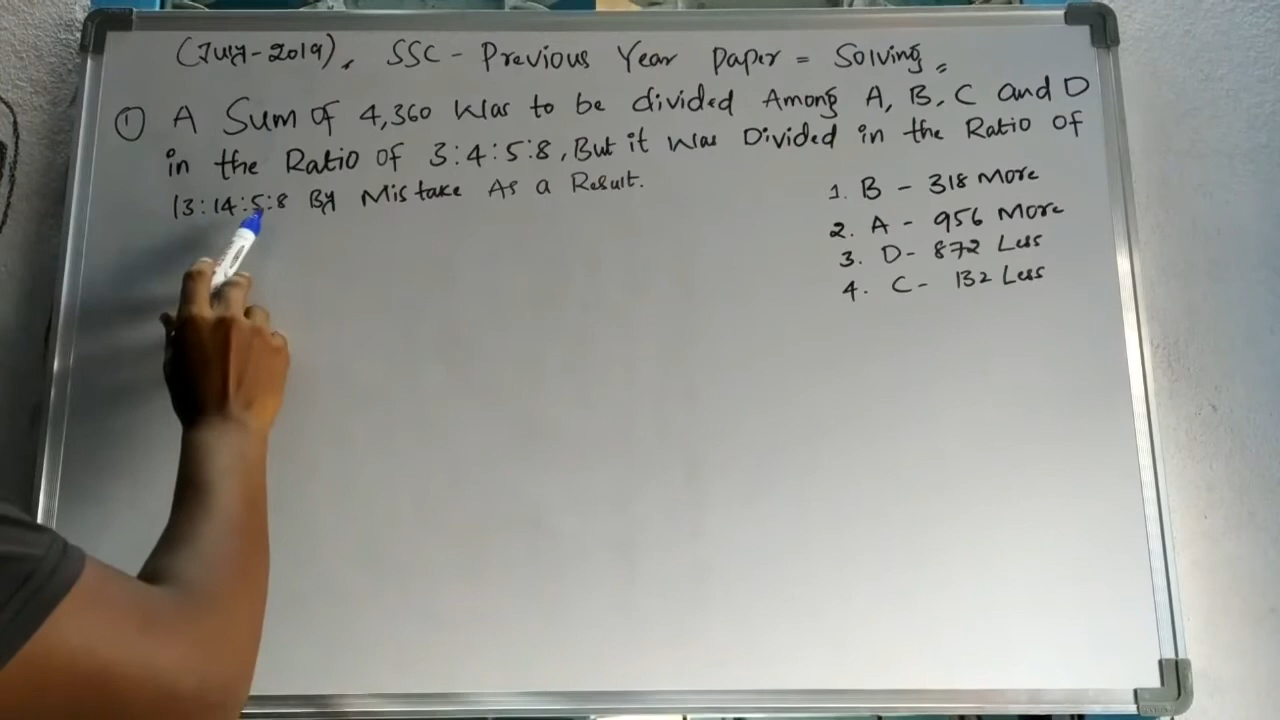 (July-2019), SSC - Previous Year Paper = Solving.
① A Sum of 4,360 Was to be divided Among A, B, C and D
in the Ratio of 3:4:5:8, But it was Divided in the Ratio of
13:14:5:8 By Mistake As a Result.
1. B - 318 More
2. A - 956 More
3. D- 872 Less
4. C- 132 Less